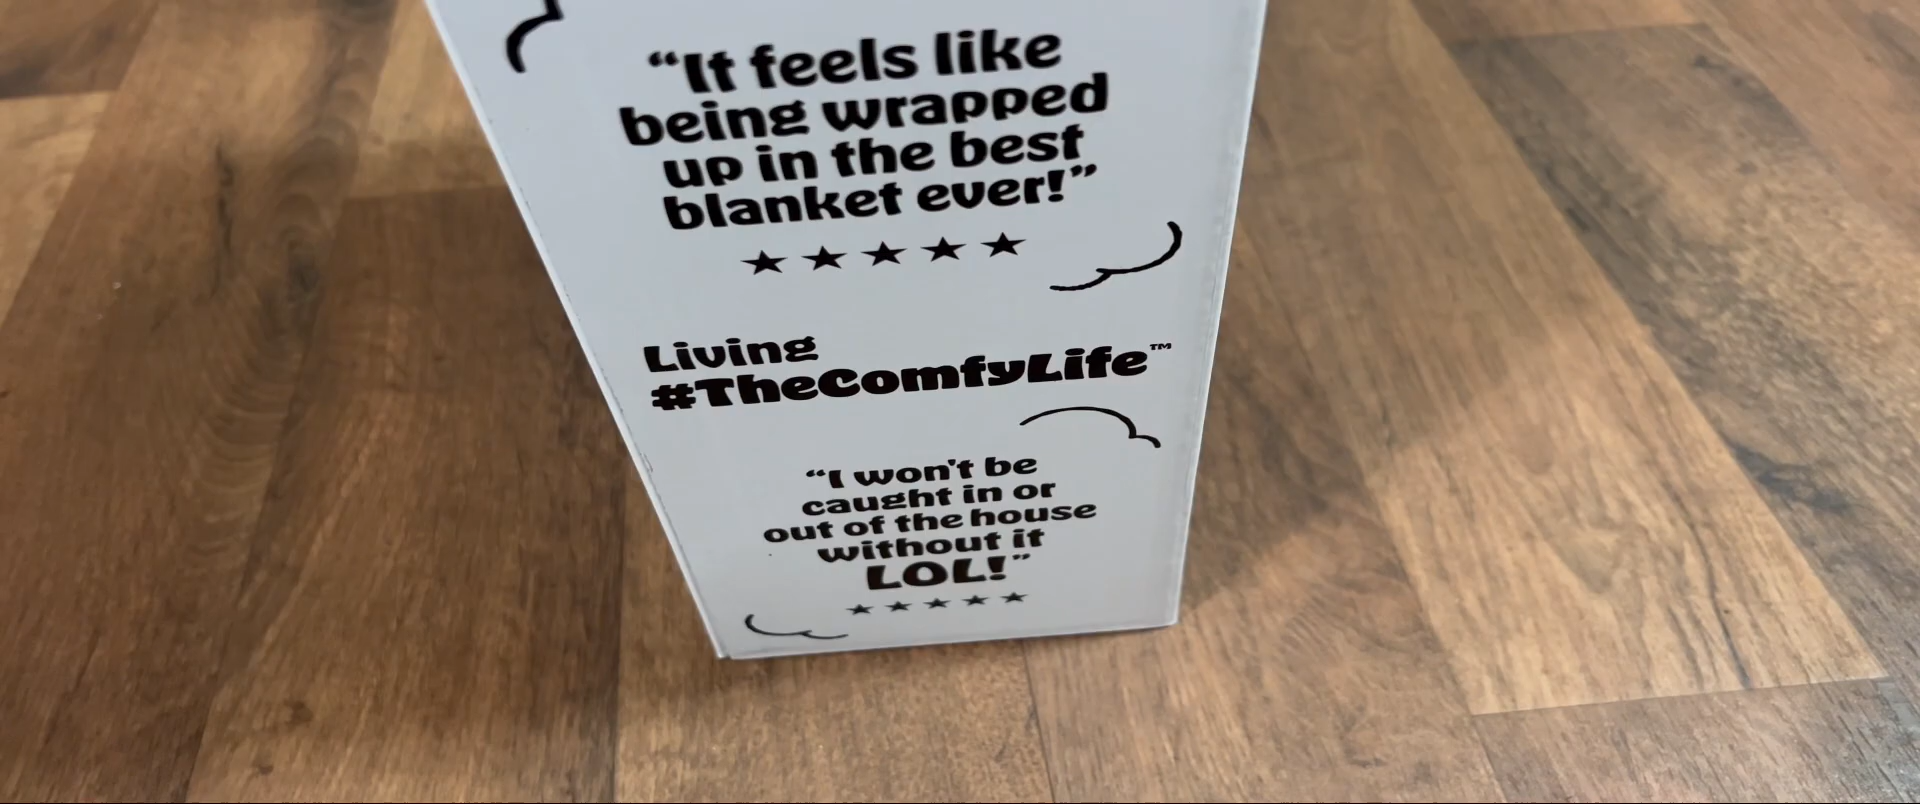 “It feels like
being wrapped
up in the best
blanket ever!”
★ ★ ★ ★ ★
Living
#TheComfyLife™
“I won't be
caught in or
out of the house
without it
LOL!”
★ ★ ★ ★ ★